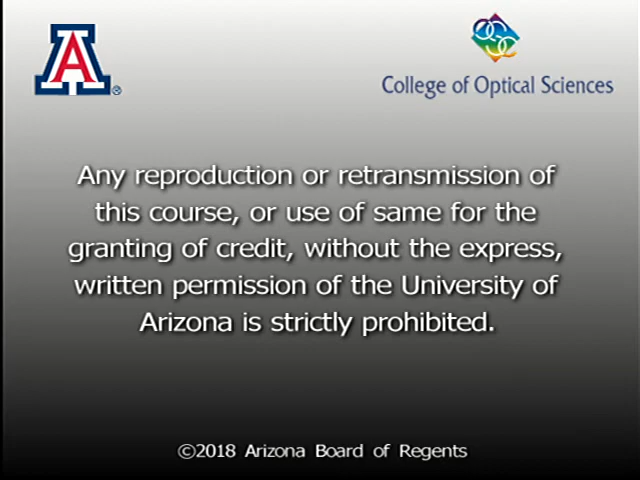 A®
OSC
College of Optical Sciences
Any reproduction or retransmission of
this course, or use of same for the
granting of credit, without the express,
written permission of the University of
Arizona is strictly prohibited.
©2018 Arizona Board of Regents